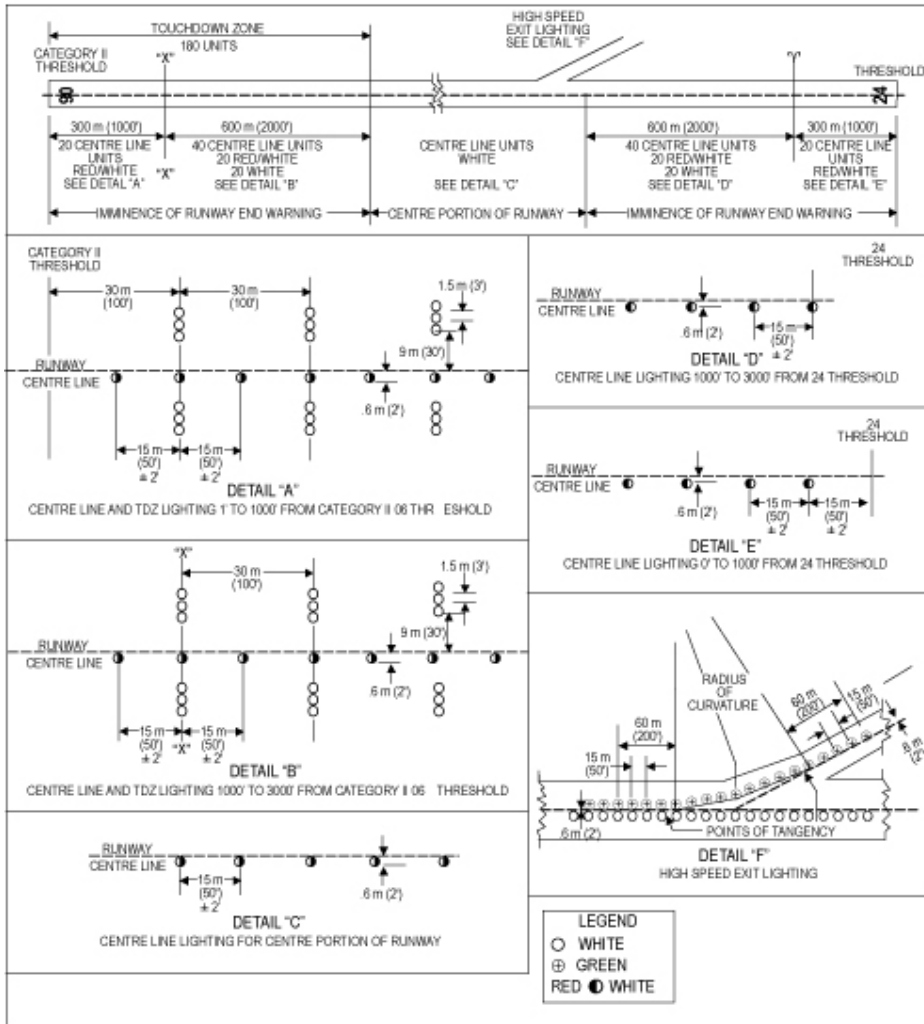 TOUCHDOWN ZONE
180 UNITS
HIGH SPEED
EXIT LIGHTING
SEE DETAIL "F"
CATEGORY II
THRESHOLD
"X"
"Y"
THRESHOLD
06
24
300 m (1000')
20 CENTRE LINE
UNITS
RED/WHITE
SEE DETAL "A"
"X"
600 m (2000')
40 CENTRE LINE UNITS
20 RED/WHITE
20 WHITE
SEE DETAIL "B"
CENTRE LINE UNITS
WHITE
SEE DETAIL "C"
600 m (2000')
40 CENTRE LINE UNITS
20 RED/WHITE
20 WHITE
SEE DETAIL "D"
300 m (1000')
20 CENTRE LINE
UNITS
RED/WHITE
SEE DETAIL "E"
IMMINENCE OF RUNWAY END WARNING
CENTRE PORTION OF RUNWAY
IMMINENCE OF RUNWAY END WARNING
CATEGORY II
THRESHOLD
30 m
(100')
30 m
(100')
1.5 m (3')
9 m (30')
RUNWAY
CENTRE LINE
.6 m (2')
15 m
(50')
± 2'
15 m
(50')
± 2'
DETAIL "A"
CENTRE LINE AND TDZ LIGHTING 1' TO 1000' FROM CATEGORY II 06 THR ESHOLD
24
THRESHOLD
RUNWAY
CENTRE LINE
.6 m (2')
15 m
(50')
± 2'
DETAIL "D"
CENTRE LINE LIGHTING 1000' TO 3000' FROM 24 THRESHOLD
24
THRESHOLD
RUNWAY
CENTRE LINE
.6 m (2')
15 m
(50')
± 2'
15 m
(50')
± 2'
DETAIL "E"
CENTRE LINE LIGHTING 0' TO 1000' FROM 24 THRESHOLD
"X"
30 m
(100')
1.5 m (3')
9 m (30')
RUNWAY
CENTRE LINE
.6 m (2')
15 m
(50')
± 2'
"X"
15 m
(50')
± 2'
DETAIL "B"
CENTRE LINE AND TDZ LIGHTING 1000' TO 3000' FROM CATEGORY II 06 THRESHOLD
RUNWAY
CENTRE LINE
15 m
(50')
± 2'
.6 m (2')
DETAIL "C"
CENTRE LINE LIGHTING FOR CENTRE PORTION OF RUNWAY
RADIUS
OF
CURVATURE
60 m
(200')
15 m
(50')
.6 m
(2')
60 m
(200')
15 m
(50')
.6 m (2')
POINTS OF TANGENCY
DETAIL "F"
HIGH SPEED EXIT LIGHTING
LEGEND
WHITE
GREEN
RED WHITE